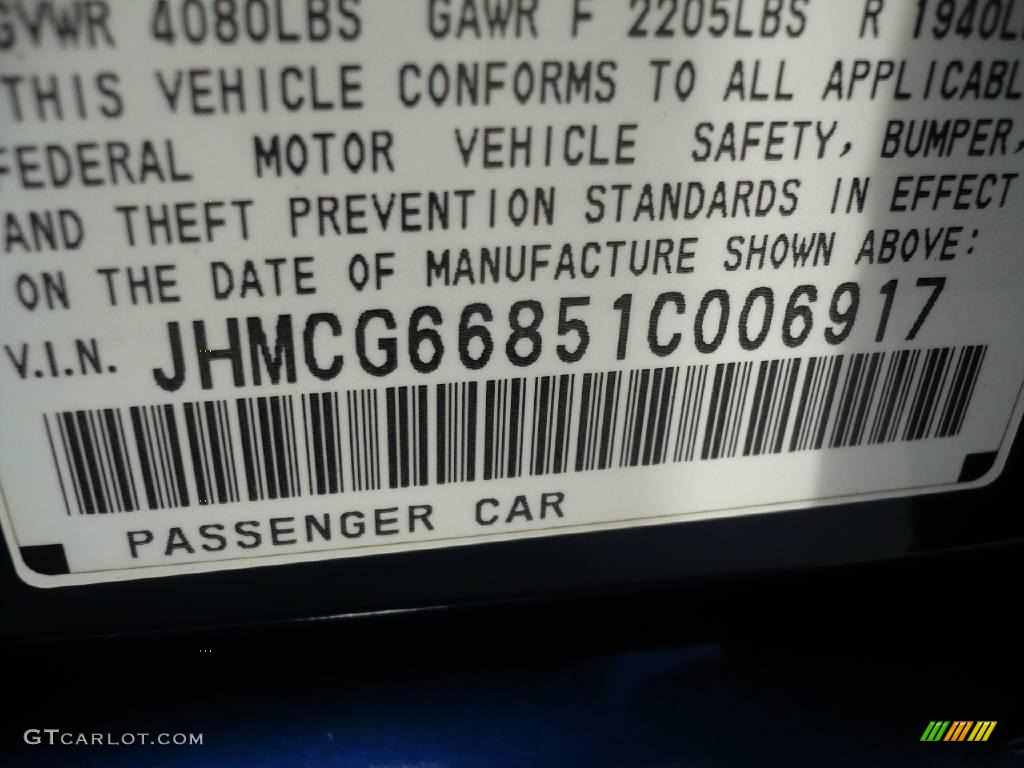 GVWR 4080LBS GAWR F 2205LBS R 1940L
THIS VEHICLE CONFORMS TO ALL APPLICABL
FEDERAL MOTOR VEHICLE SAFETY, BUMPER,
AND THEFT PREVENTION STANDARDS IN EFFECT
ON THE DATE OF MANUFACTURE SHOWN ABOVE:
V.I.N. JHMCG66851C006917
PASSENGER CAR
GTCARLOT.COM